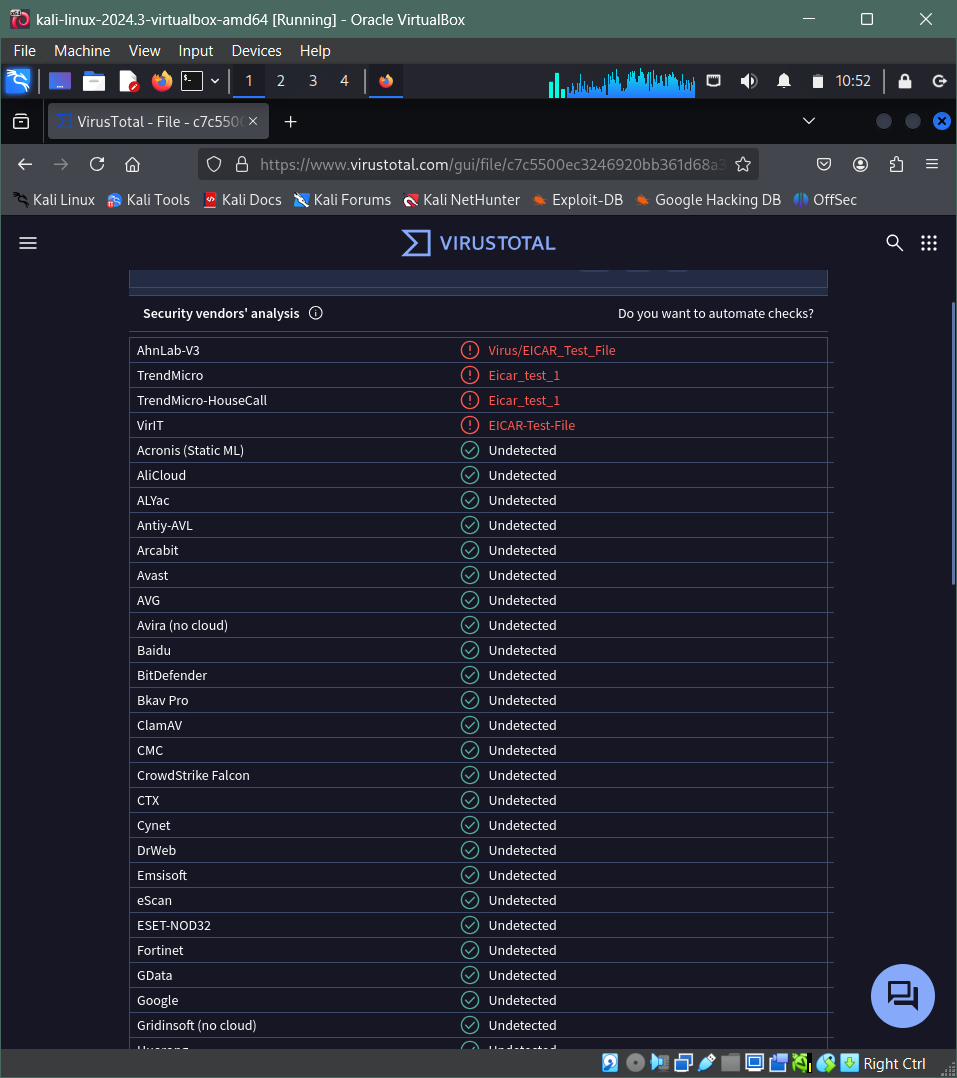 kali-linux-2024.3-virtualbox-amd64 [Running] - Oracle VirtualBox
File Machine View Input Devices Help
1 2 3 4 10:52
VirusTotal - File - c7c550
https://www.virustotal.com/gui/file/c7c5500ec3246920bb361d68a3
Kali Linux Kali Tools Kali Docs Kali Forums Kali NetHunter Exploit-DB Google Hacking DB OffSec
VIRUSTOTAL
Security vendors' analysis Do you want to automate checks?
AhnLab-V3 Virus/EICAR_Test_File
TrendMicro Eicar_test_1
TrendMicro-HouseCall Eicar_test_1
VirIT EICAR-Test-File
Acronis (Static ML) Undetected
AliCloud Undetected
ALYac Undetected
Antiy-AVL Undetected
Arcabit Undetected
Avast Undetected
AVG Undetected
Avira (no cloud) Undetected
Baidu Undetected
BitDefender Undetected
Bkav Pro Undetected
ClamAV Undetected
CMC Undetected
CrowdStrike Falcon Undetected
CTX Undetected
Cynet Undetected
DrWeb Undetected
Emsisoft Undetected
eScan Undetected
ESET-NOD32 Undetected
Fortinet Undetected
GData Undetected
Google Undetected
Gridinsoft (no cloud) Undetected
Right Ctrl